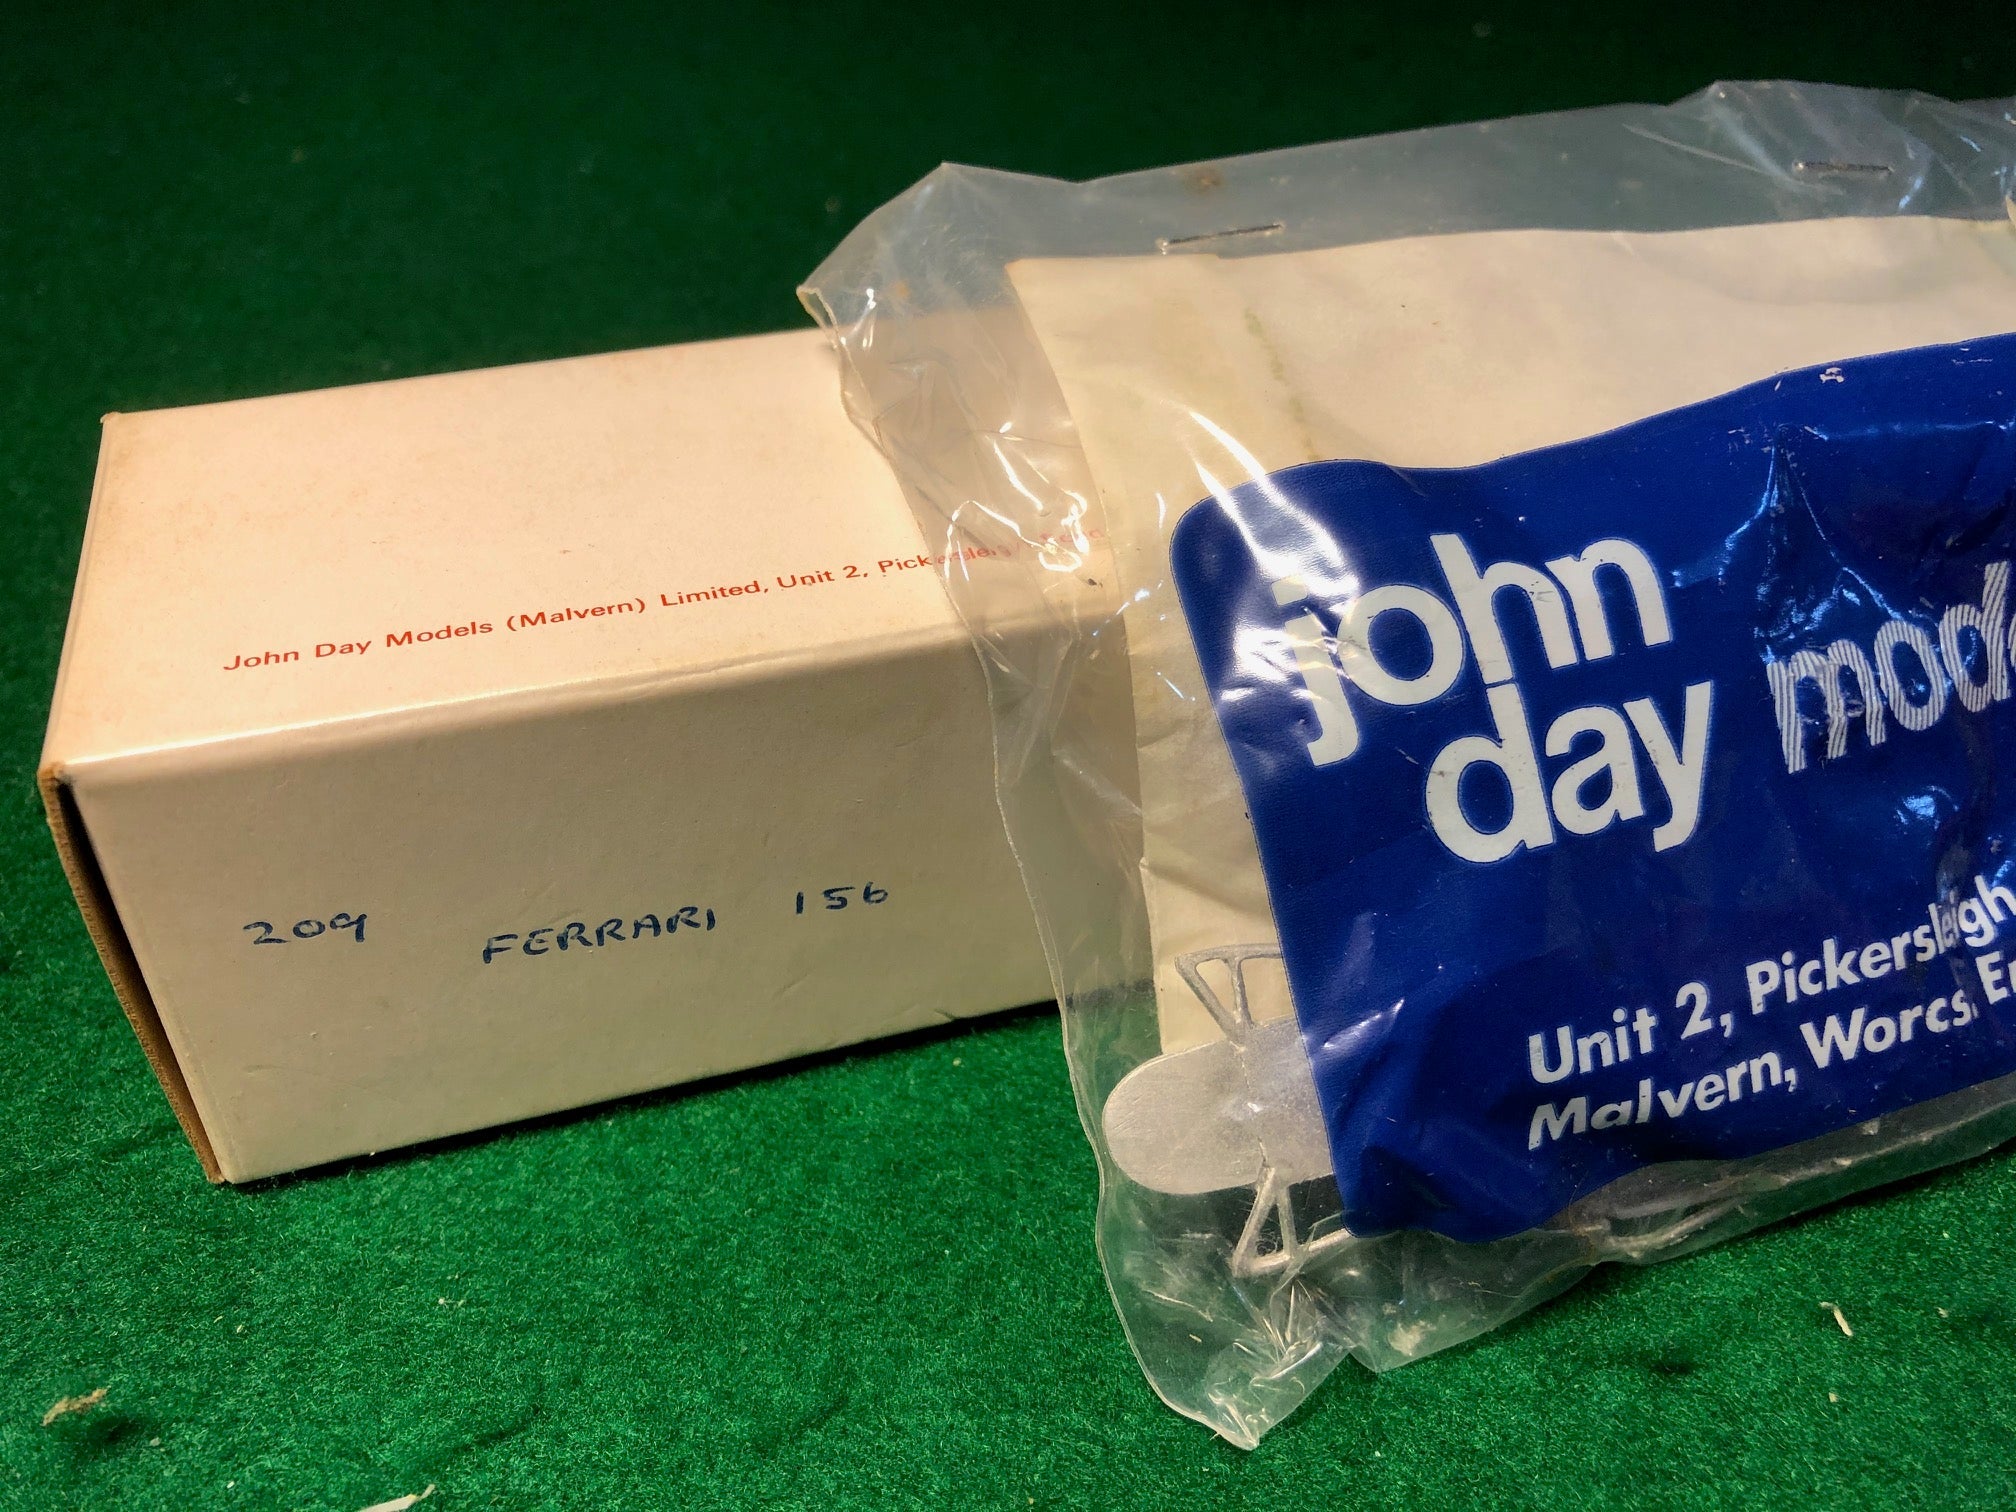 John Day Models (Malvern) Limited, Unit 2,
209 FERRARI 156
john
day
Unit 2, Pickersleigh
Malvern, Worcs.